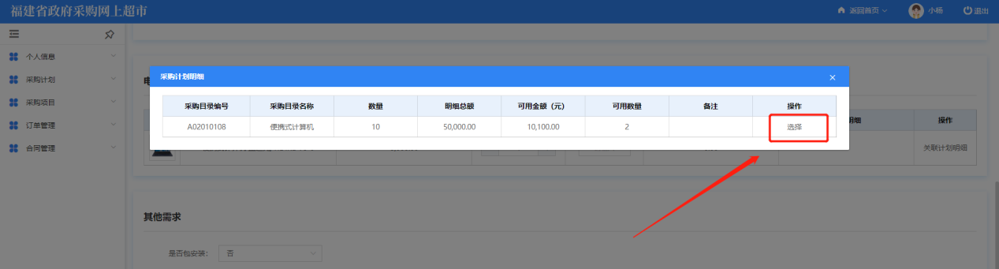 福建省政府采购网上超市
返回首页 小杨 退出
个人信息
采购计划
采购项目
订单管理
合同管理
电
采购计划明细
采购目录编号 采购目录名称 数量 明细总额 可用金额（元） 可用数量 备注 操作
A02010108 便携式计算机 10 50,000.00 10,100.00 2 选择
明细 操作
关联计划明细
其他需求
是否包安装： 否